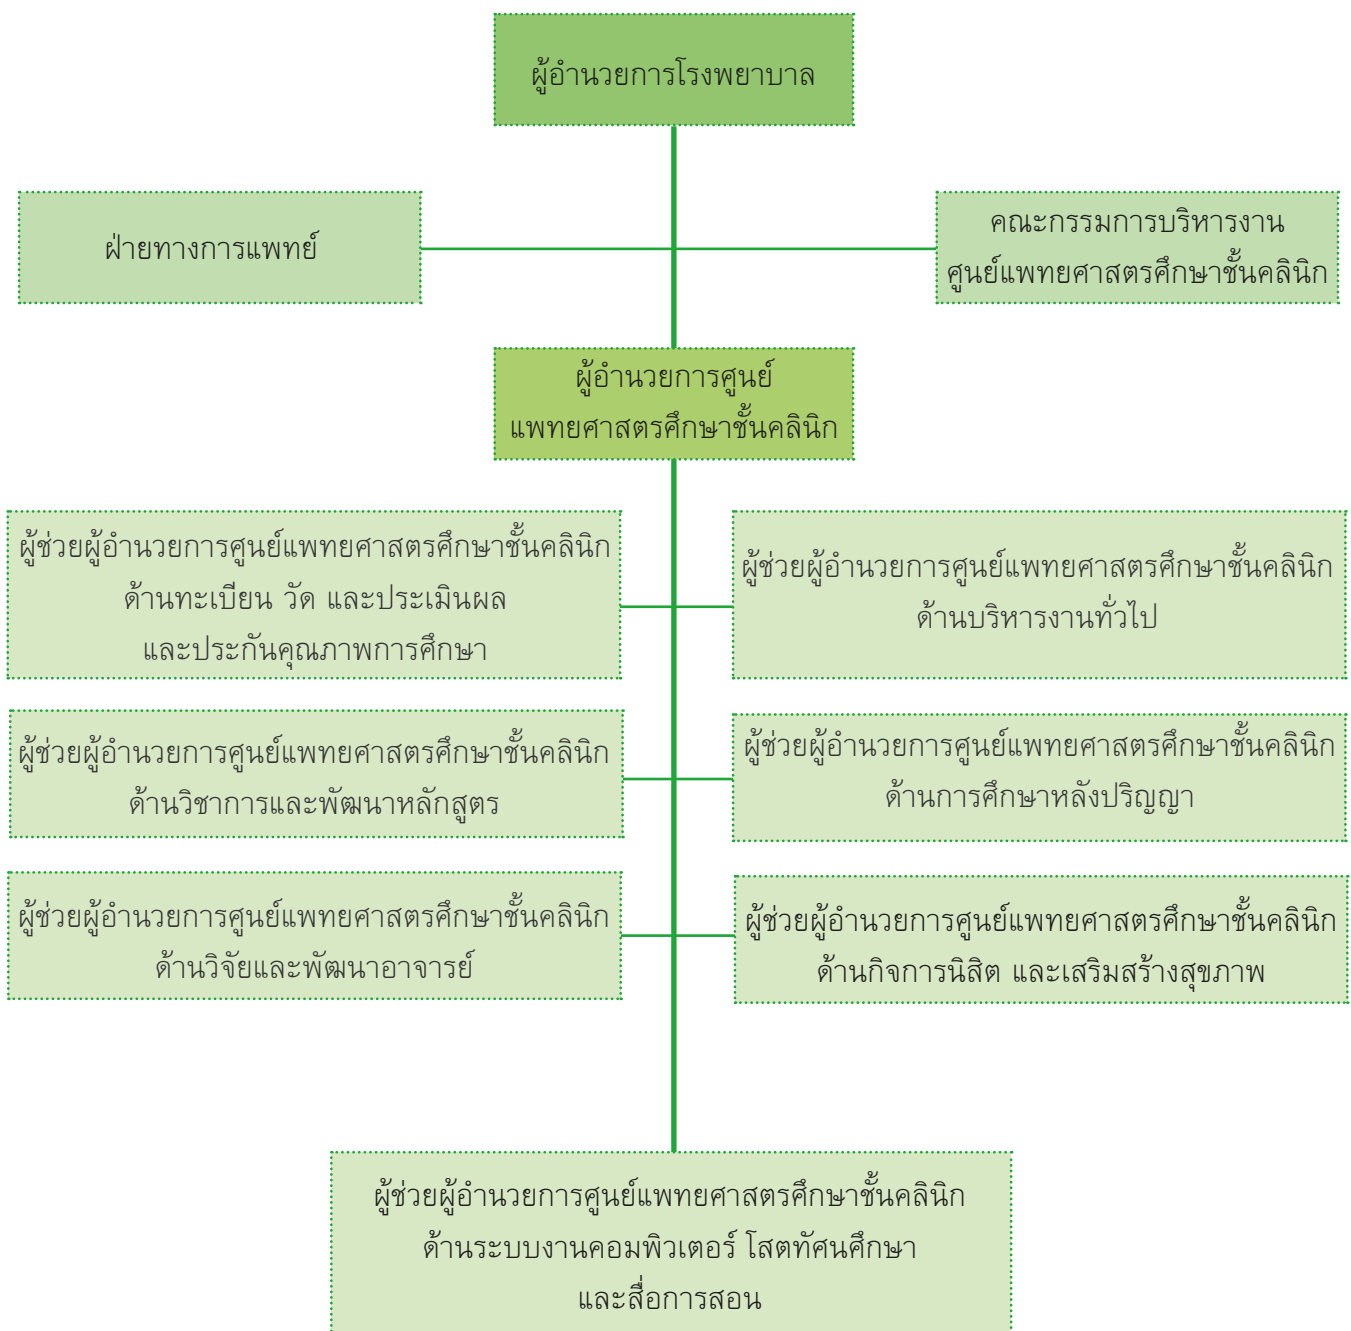 ผู้อำนวยการโรงพยาบาล
ฝ่ายทางการแพทย์
คณะกรรมการบริหารงาน
ศูนย์แพทยศาสตรศึกษาชั้นคลินิก
ผู้อำนวยการศูนย์
แพทยศาสตรศึกษาชั้นคลินิก
ผู้ช่วยผู้อำนวยการศูนย์แพทยศาสตรศึกษาชั้นคลินิก
ด้านทะเบียน วัด และประเมินผล
และประกันคุณภาพการศึกษา
ผู้ช่วยผู้อำนวยการศูนย์แพทยศาสตรศึกษาชั้นคลินิก
ด้านบริหารงานทั่วไป
ผู้ช่วยผู้อำนวยการศูนย์แพทยศาสตรศึกษาชั้นคลินิก
ด้านวิชาการและพัฒนาหลักสูตร
ผู้ช่วยผู้อำนวยการศูนย์แพทยศาสตรศึกษาชั้นคลินิก
ด้านการศึกษาหลังปริญญา
ผู้ช่วยผู้อำนวยการศูนย์แพทยศาสตรศึกษาชั้นคลินิก
ด้านวิจัยและพัฒนาอาจารย์
ผู้ช่วยผู้อำนวยการศูนย์แพทยศาสตรศึกษาชั้นคลินิก
ด้านกิจการนิสิต และเสริมสร้างสุขภาพ
ผู้ช่วยผู้อำนวยการศูนย์แพทยศาสตรศึกษาชั้นคลินิก
ด้านระบบงานคอมพิวเตอร์ โสตทัศนศึกษา
และสื่อการสอน